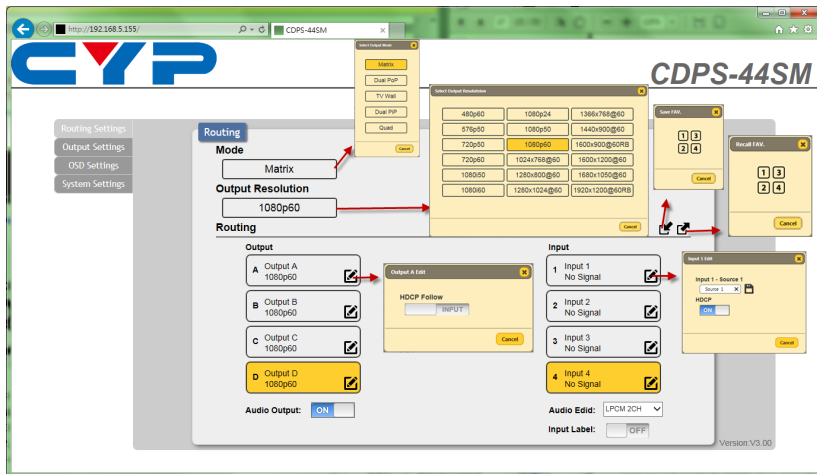 http://192.168.5.155/
CDPS-44SM
CYP
CDPS-44SM
Routing Settings
Output Settings
OSD Settings
System Settings
Routing
Mode
Matrix
Output Resolution
1080p60
Routing
Select Output Mode
Matrix
Dual PoP
TV Wall
Dual PiP
Quad
Cancel
Select Output Resolution
480p60 1080p24 1366x768@60
576p50 1080p50 1440x900@60
720p50 1080p60 1600x900@60RB
720p60 1024x768@60 1600x1200@60
1080i50 1280x800@60 1680x1050@60
1080i60 1280x1024@60 1920x1200@60RB
Cancel
Save FAV.
1 3
2 4
Cancel
Recall FAV.
1 3
2 4
Cancel
Output
A Output A
1080p60
B Output B
1080p60
C Output C
1080p60
D Output D
1080p60
Audio Output: ON
Output A Edit
HDCP Follow
INPUT
Cancel
Input
1 Input 1
No Signal
2 Input 2
No Signal
3 Input 3
No Signal
4 Input 4
No Signal
Audio Edid: LPCM 2CH
Input Label: OFF
Input 1 Edit
Input 1 - Source 1
Source 1
HDCP
ON
Cancel
Version:V3.00